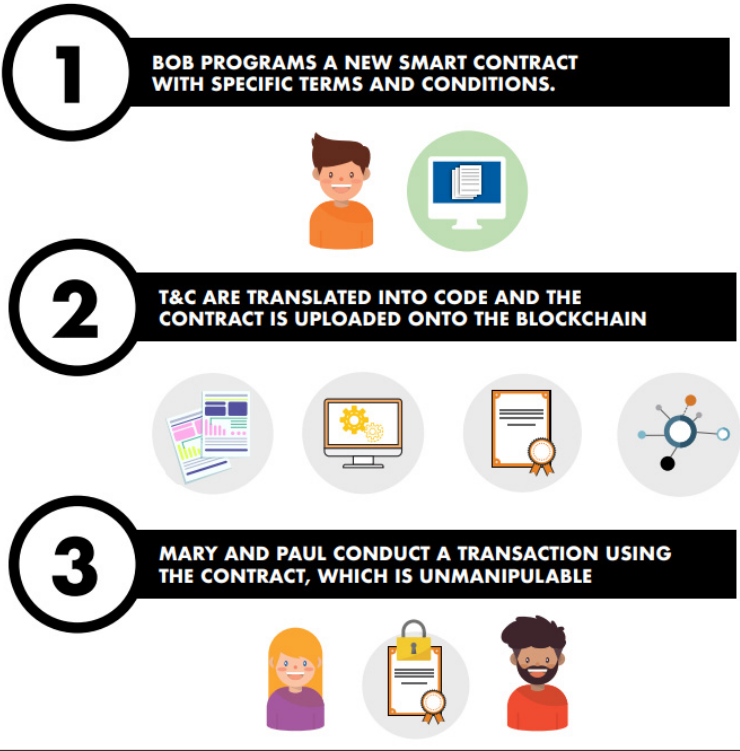 1
BOB PROGRAMS A NEW SMART CONTRACT
WITH SPECIFIC TERMS AND CONDITIONS.
2
T&C ARE TRANSLATED INTO CODE AND THE
CONTRACT IS UPLOADED ONTO THE BLOCKCHAIN
3
MARY AND PAUL CONDUCT A TRANSACTION USING
THE CONTRACT, WHICH IS UNMANIPULABLE